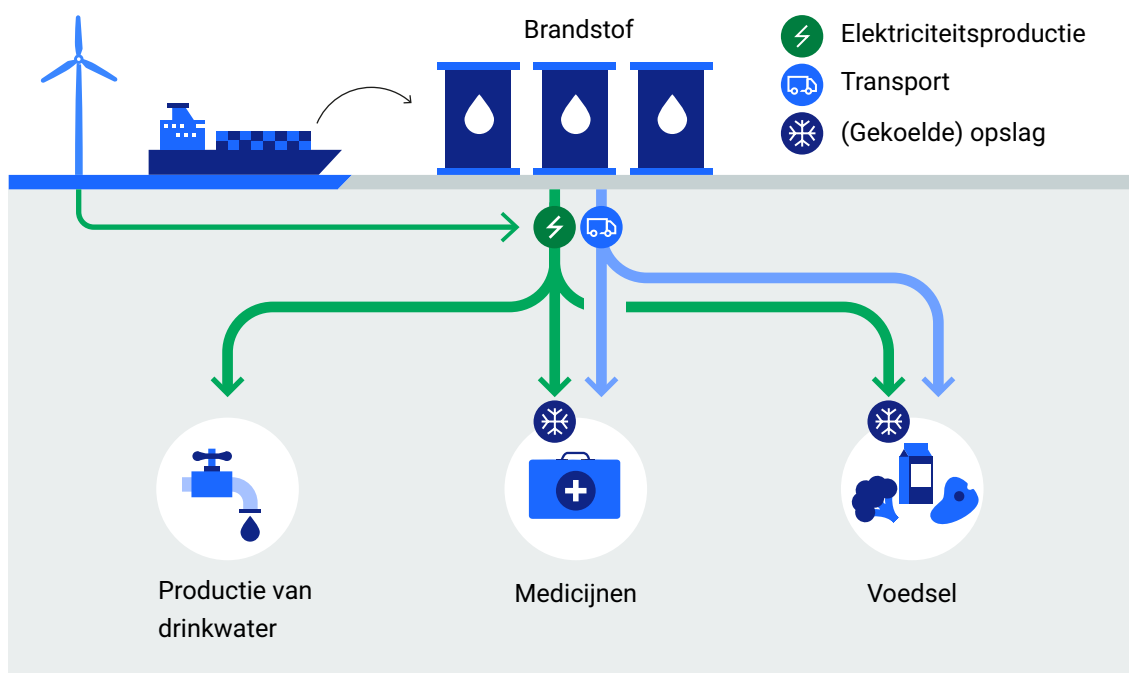 Brandstof
Elektriciteitsproductie
Transport
(Gekoelde) opslag
Productie van
drinkwater
Medicijnen
Voedsel